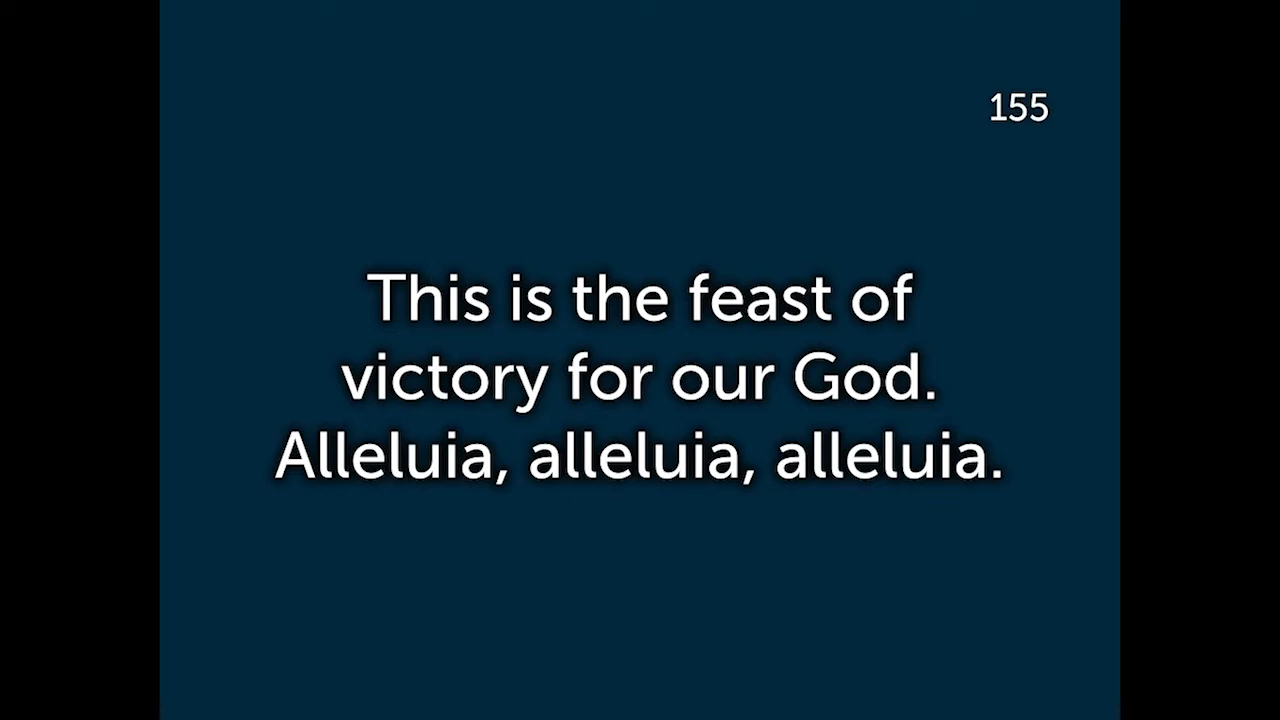 155
This is the feast of
victory for our God.
Alleluia, alleluia, alleluia.